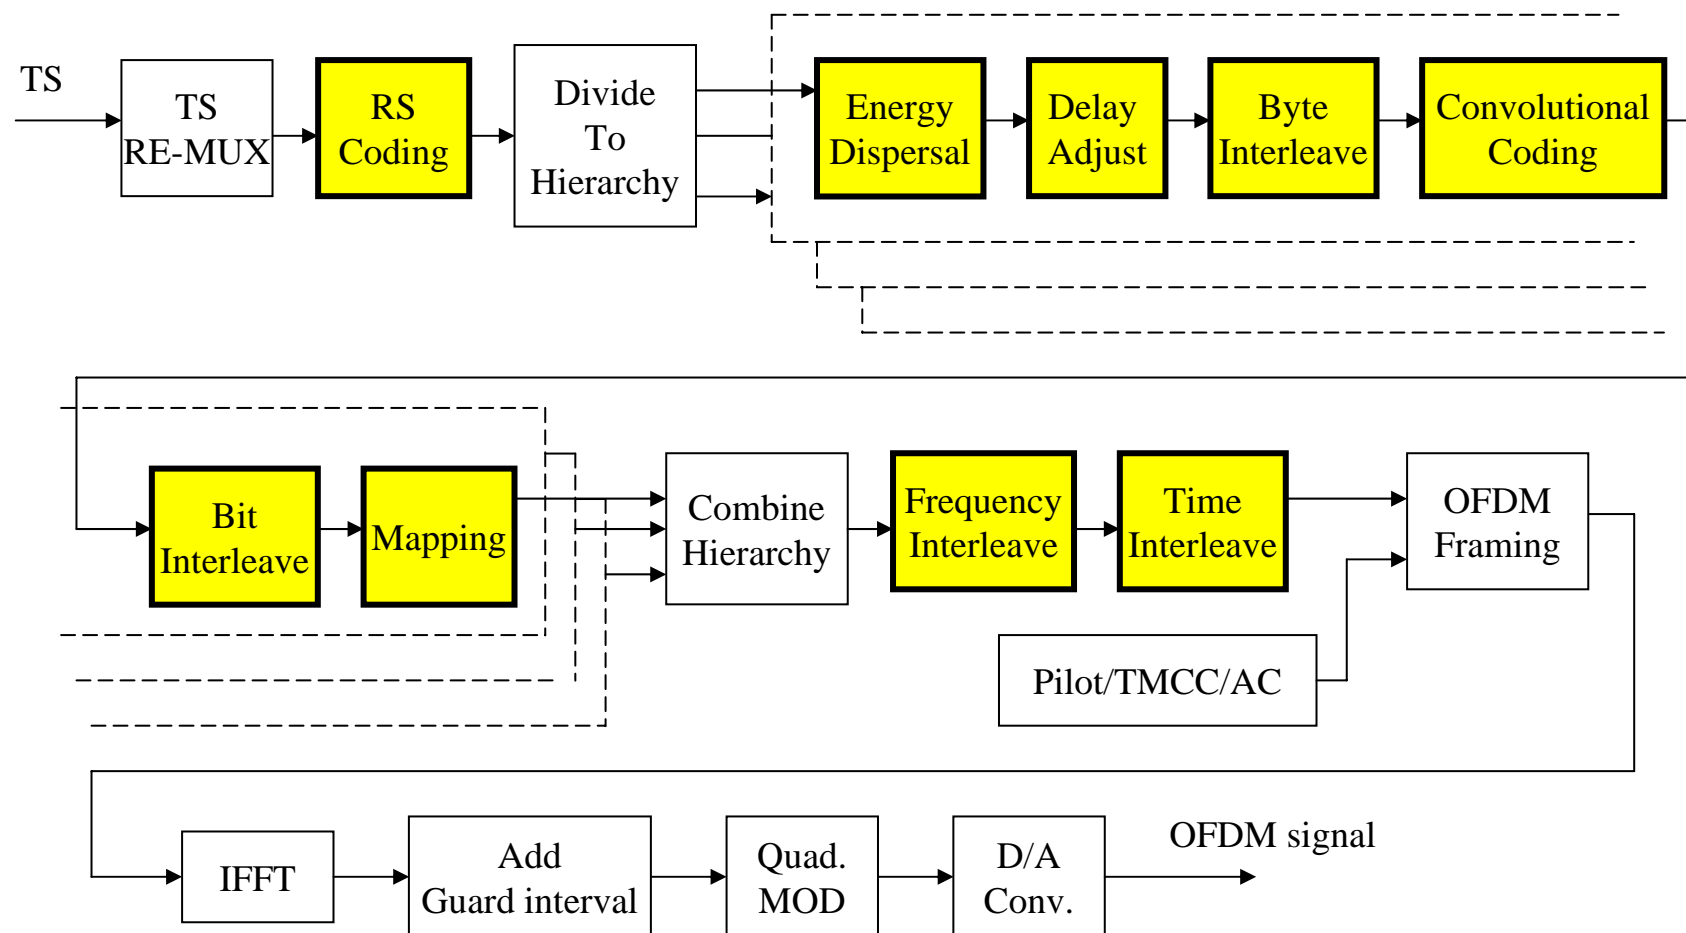 TS
TS
RE-MUX
RS
Coding
Divide
To
Hierarchy
Energy
Dispersal
Delay
Adjust
Byte
Interleave
Convolutional
Coding
Bit
Interleave
Mapping
Combine
Hierarchy
Frequency
Interleave
Time
Interleave
OFDM
Framing
Pilot/TMCC/AC
IFFT
Add
Guard interval
Quad.
MOD
D/A
Conv.
OFDM signal